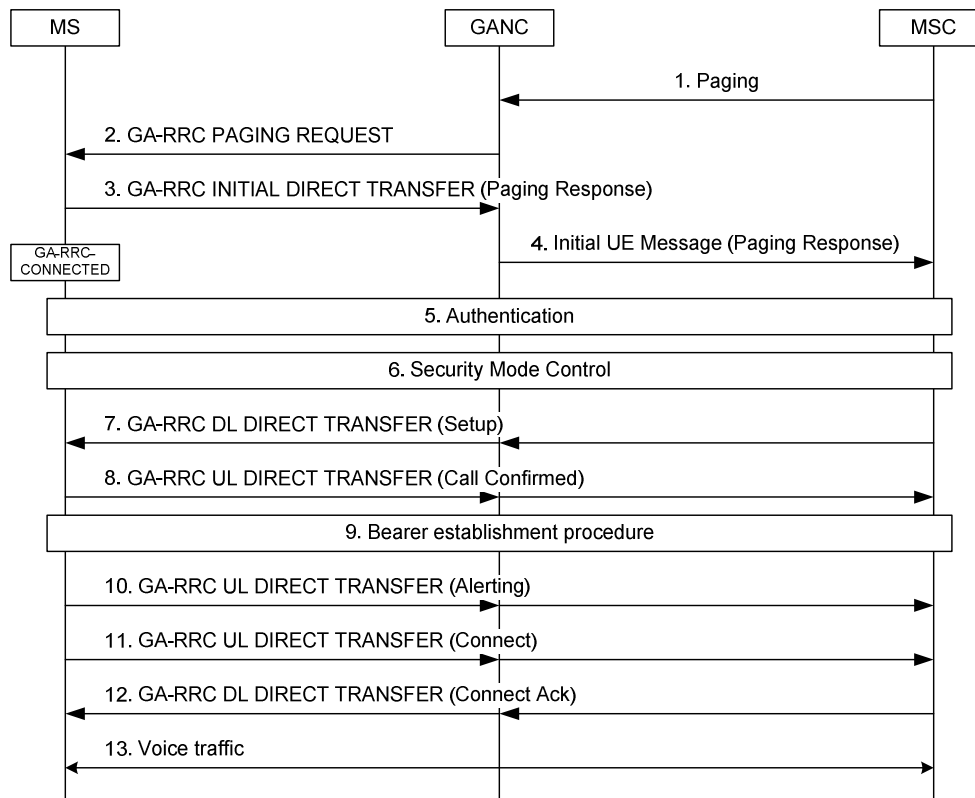 MS
GANC
MSC
1. Paging
2. GA-RRC PAGING REQUEST
3. GA-RRC INITIAL DIRECT TRANSFER (Paging Response)
GA-RRC-
CONNECTED
4. Initial UE Message (Paging Response)
5. Authentication
6. Security Mode Control
7. GA-RRC DL DIRECT TRANSFER (Setup)
8. GA-RRC UL DIRECT TRANSFER (Call Confirmed)
9. Bearer establishment procedure
10. GA-RRC UL DIRECT TRANSFER (Alerting)
11. GA-RRC UL DIRECT TRANSFER (Connect)
12. GA-RRC DL DIRECT TRANSFER (Connect Ack)
13. Voice traffic